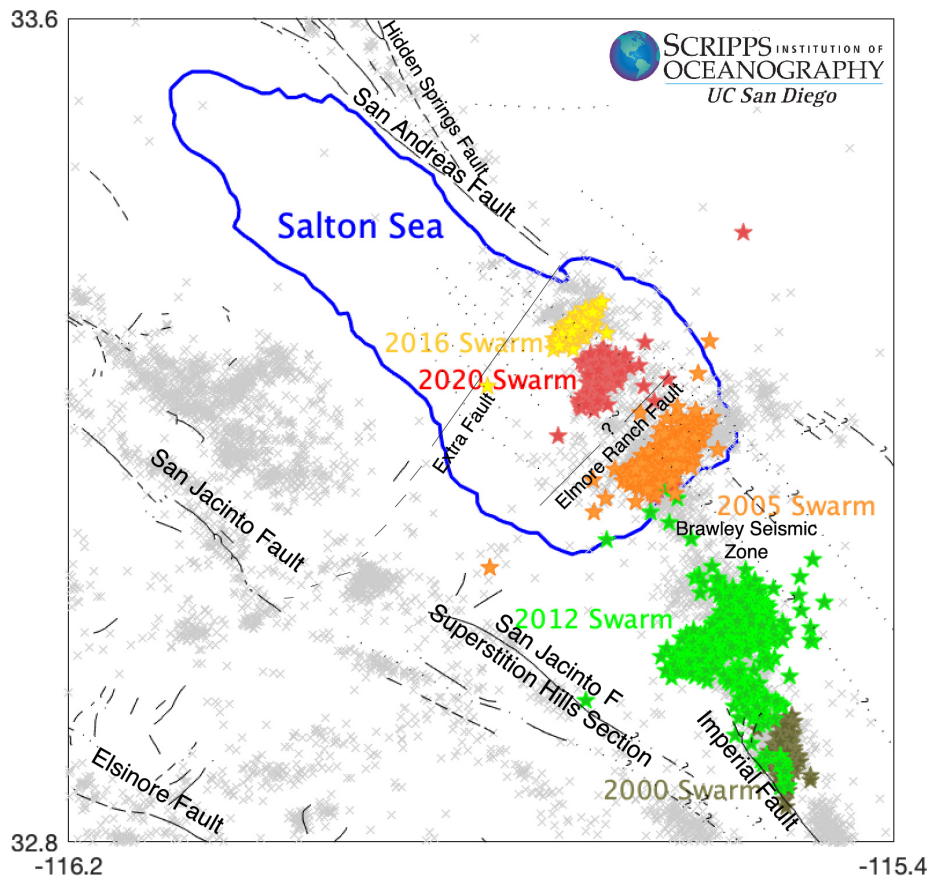 33.6
SCRIPPS INSTITUTION OF
OCEANOGRAPHY
UC San Diego
Hidden Springs Fault
San Andreas Fault
Salton Sea
2016 Swarm
2020 Swarm
Extra Fault
?
?
Elmore Ranch Fault
San Jacinto Fault
2005 Swarm
Brawley Seismic
Zone
2012 Swarm
San Jacinto F
Superstition Hills Section
Imperial Fault
Elsinore Fault
2000 Swarm
32.8
-116.2
-115.4